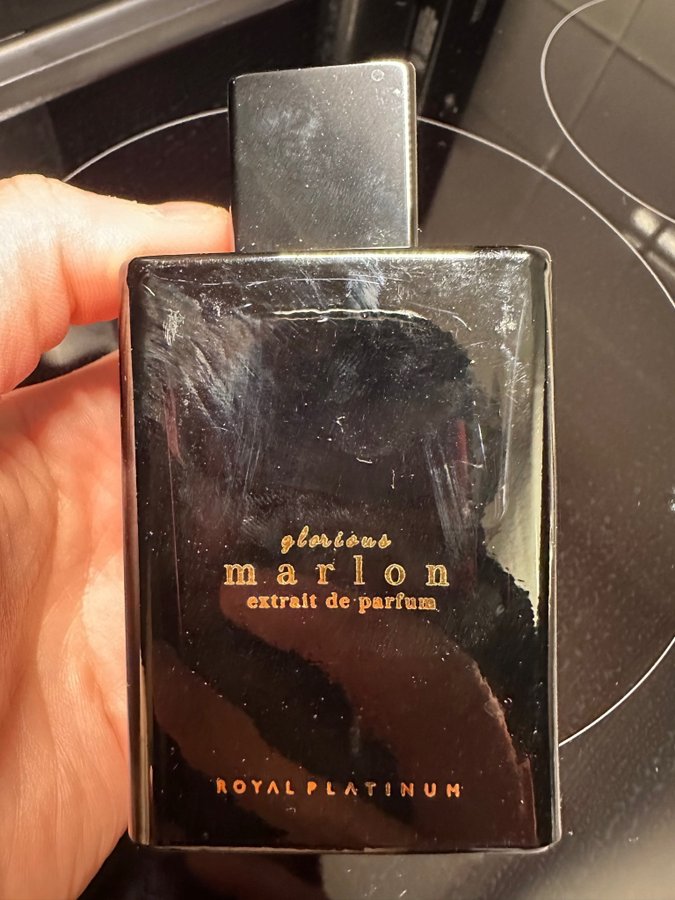 glorious
marlon
extrait de parfum
ROYAL PLATINUM